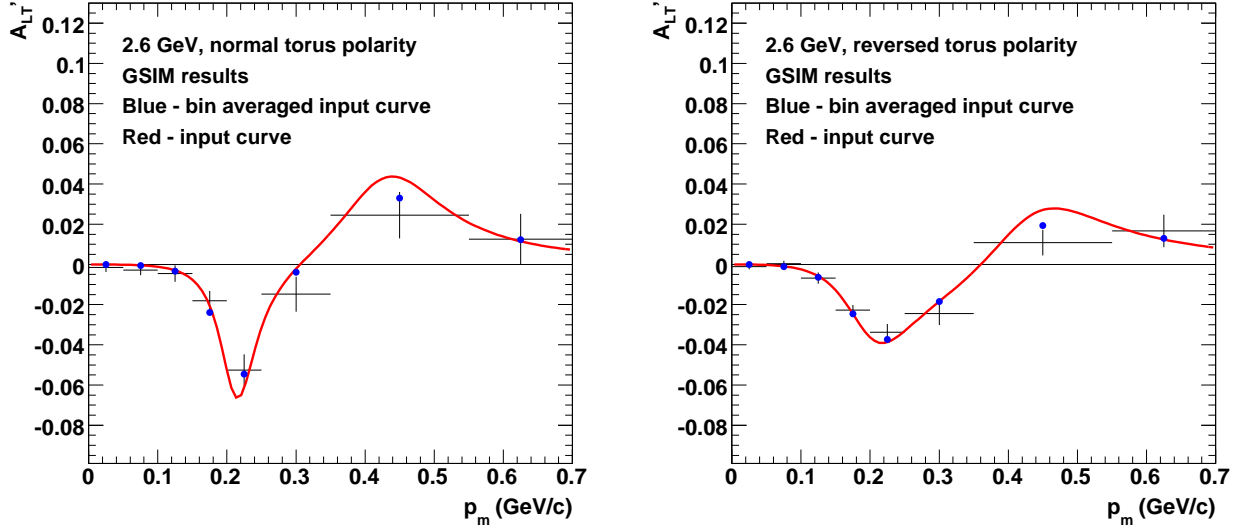 A_LT'
0.12
0.1
0.08
0.06
0.04
0.02
0
-0.02
-0.04
-0.06
-0.08
2.6 GeV, normal torus polarity
GSIM results
Blue - bin averaged input curve
Red - input curve
0 0.1 0.2 0.3 0.4 0.5 0.6 0.7
p_m (GeV/c)
A_LT'
0.12
0.1
0.08
0.06
0.04
0.02
0
-0.02
-0.04
-0.06
-0.08
2.6 GeV, reversed torus polarity
GSIM results
Blue - bin averaged input curve
Red - input curve
0 0.1 0.2 0.3 0.4 0.5 0.6 0.7
p_m (GeV/c)